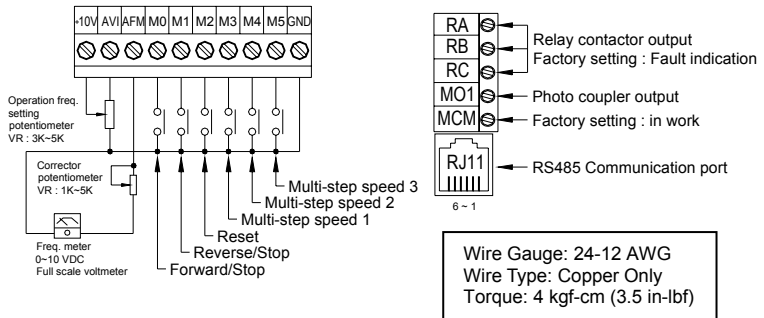 +10V AVI AFM M0 M1 M2 M3 M4 M5 GND
Operation freq.
setting
potentiometer
VR : 3K~5K
Corrector
potentiometer
VR : 1K~5K
Freq. meter
0~10 VDC
Full scale voltmeter
Multi-step speed 3
Multi-step speed 2
Multi-step speed 1
Reset
Reverse/Stop
Forward/Stop
RA
RB
RC
MO1
MCM
Relay contactor output
Factory setting : Fault indication
Photo coupler output
Factory setting : in work
RJ11
RS485 Communication port
6 ~ 1
Wire Gauge: 24-12 AWG
Wire Type: Copper Only
Torque: 4 kgf-cm (3.5 in-lbf)